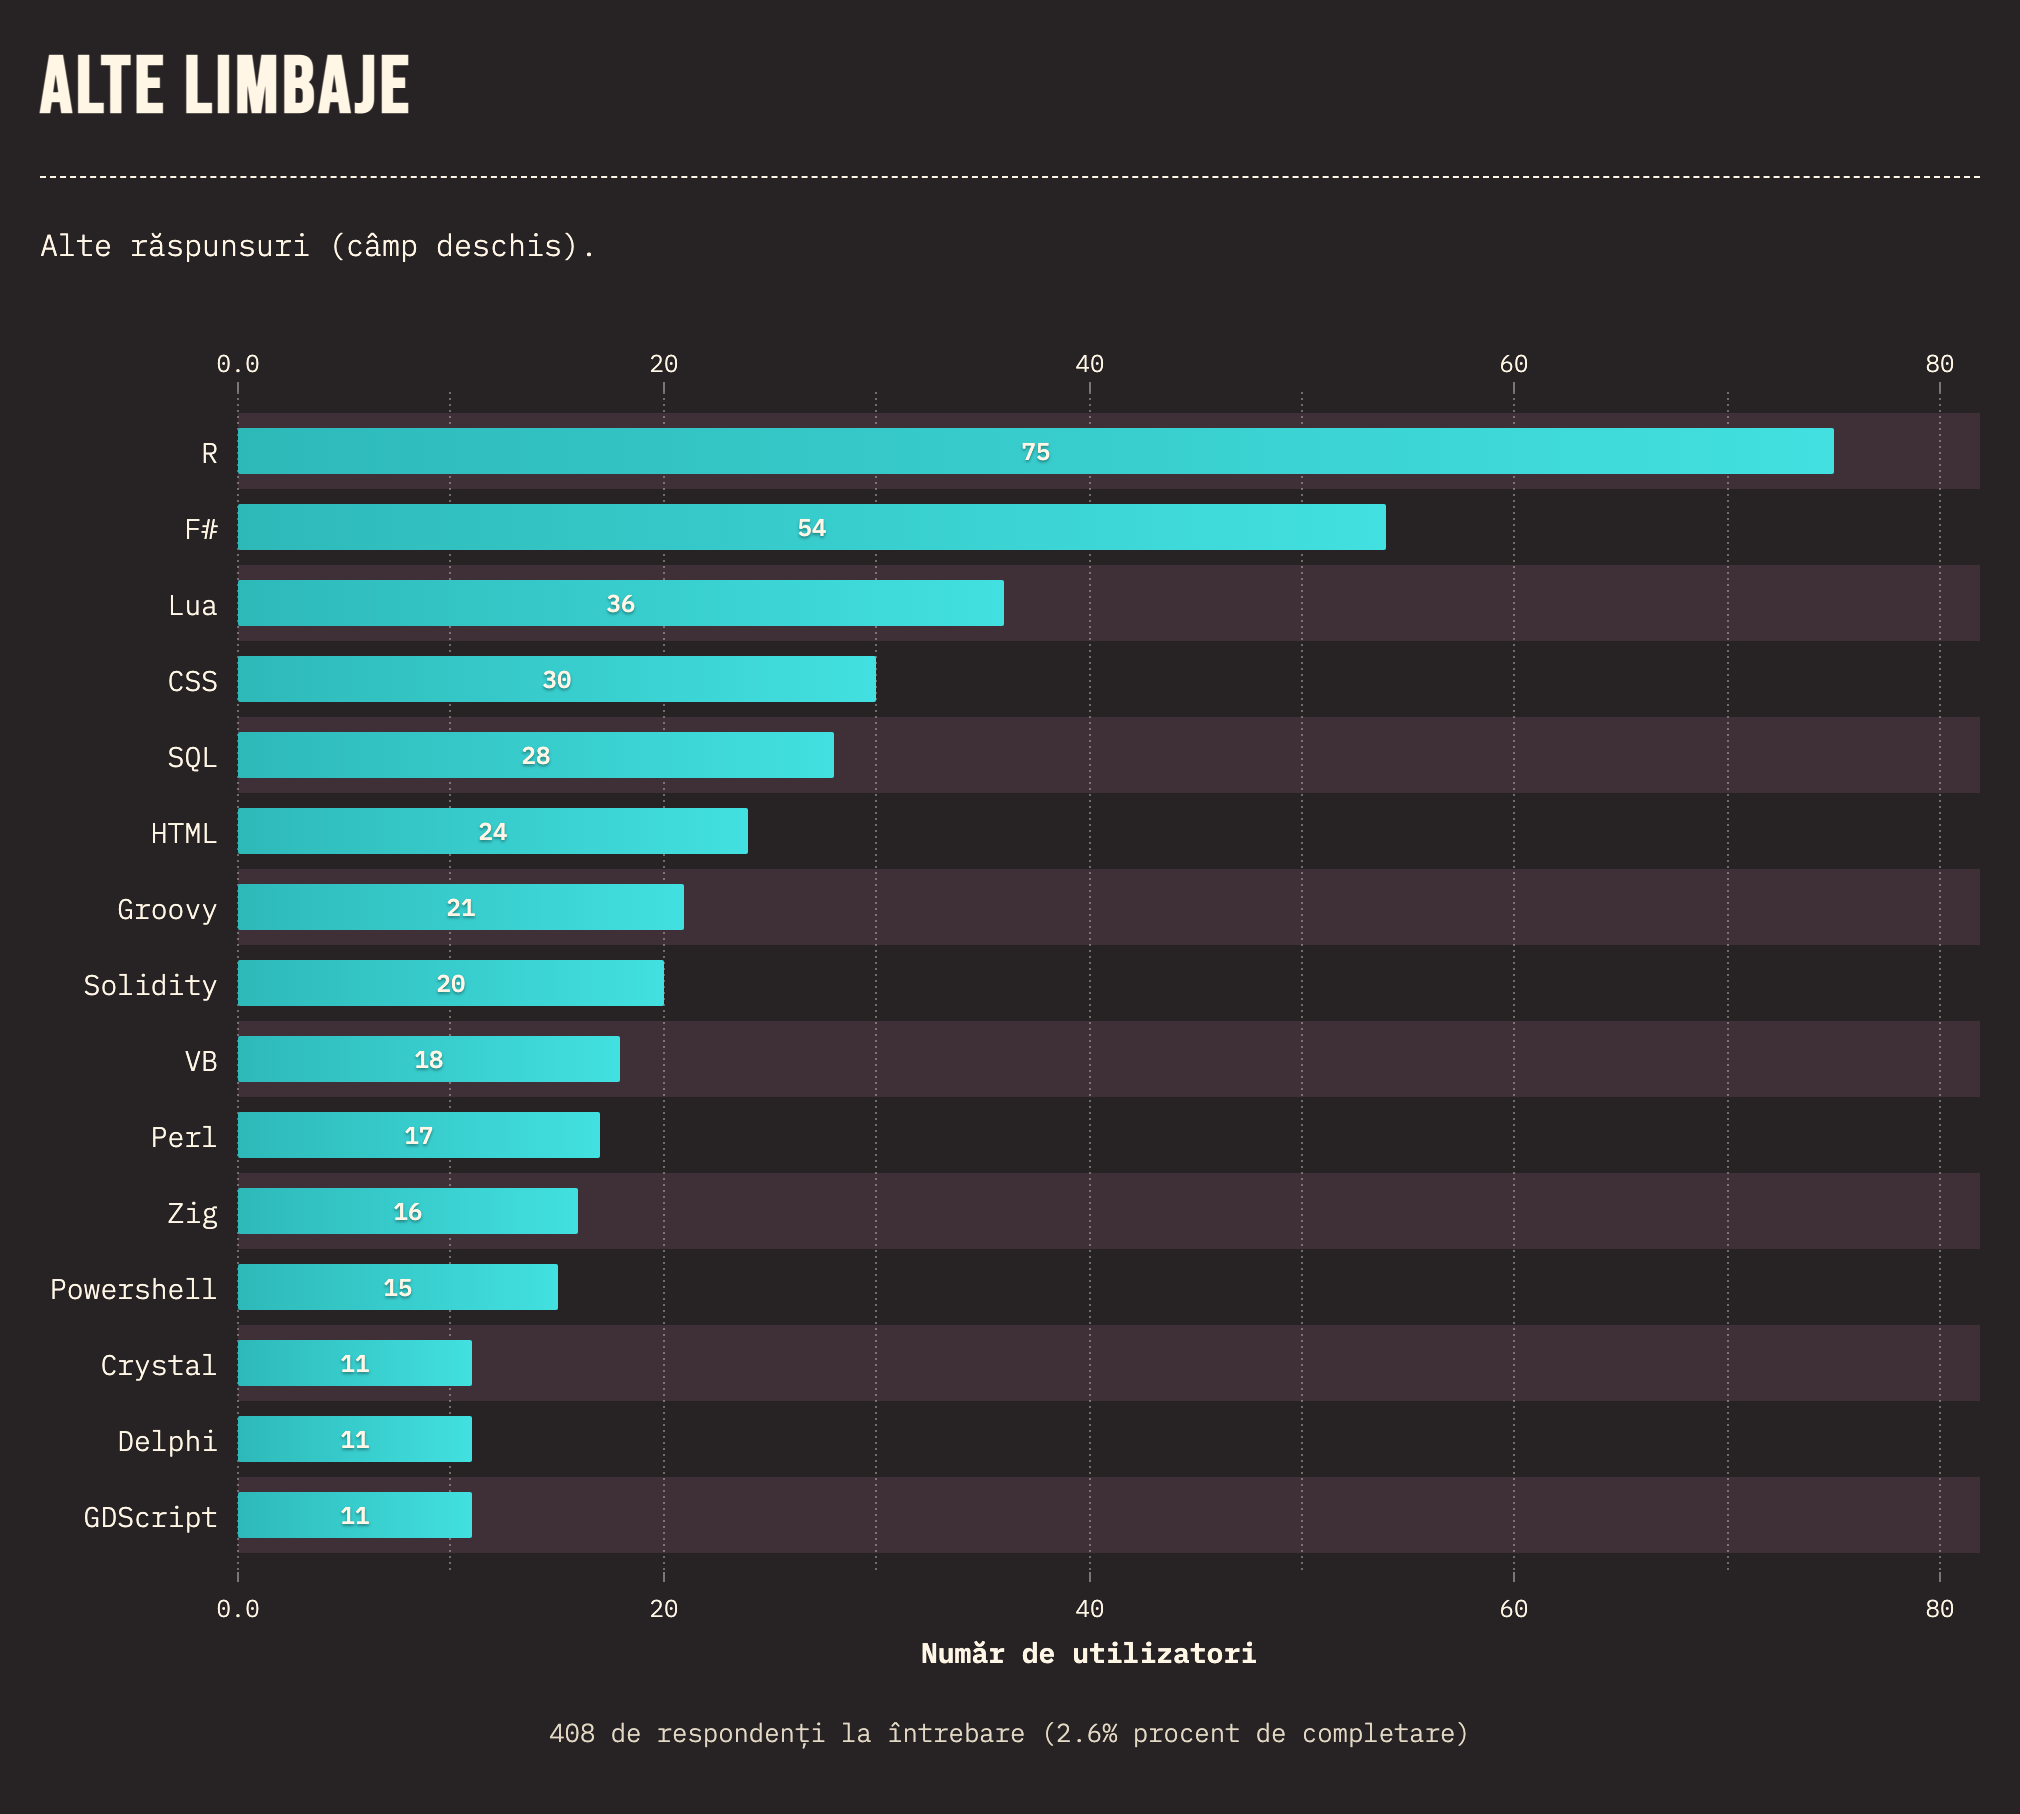 ALTE LIMBAJE
Alte răspunsuri (câmp deschis).
0.0 20 40 60 80
R 75
F# 54
Lua 36
CSS 30
SQL 28
HTML 24
Groovy 21
Solidity 20
VB 18
Perl 17
Zig 16
Powershell 15
Crystal 11
Delphi 11
GDScript 11
0.0 20 40 60 80
Număr de utilizatori
408 de respondenți la întrebare (2.6% procent de completare)